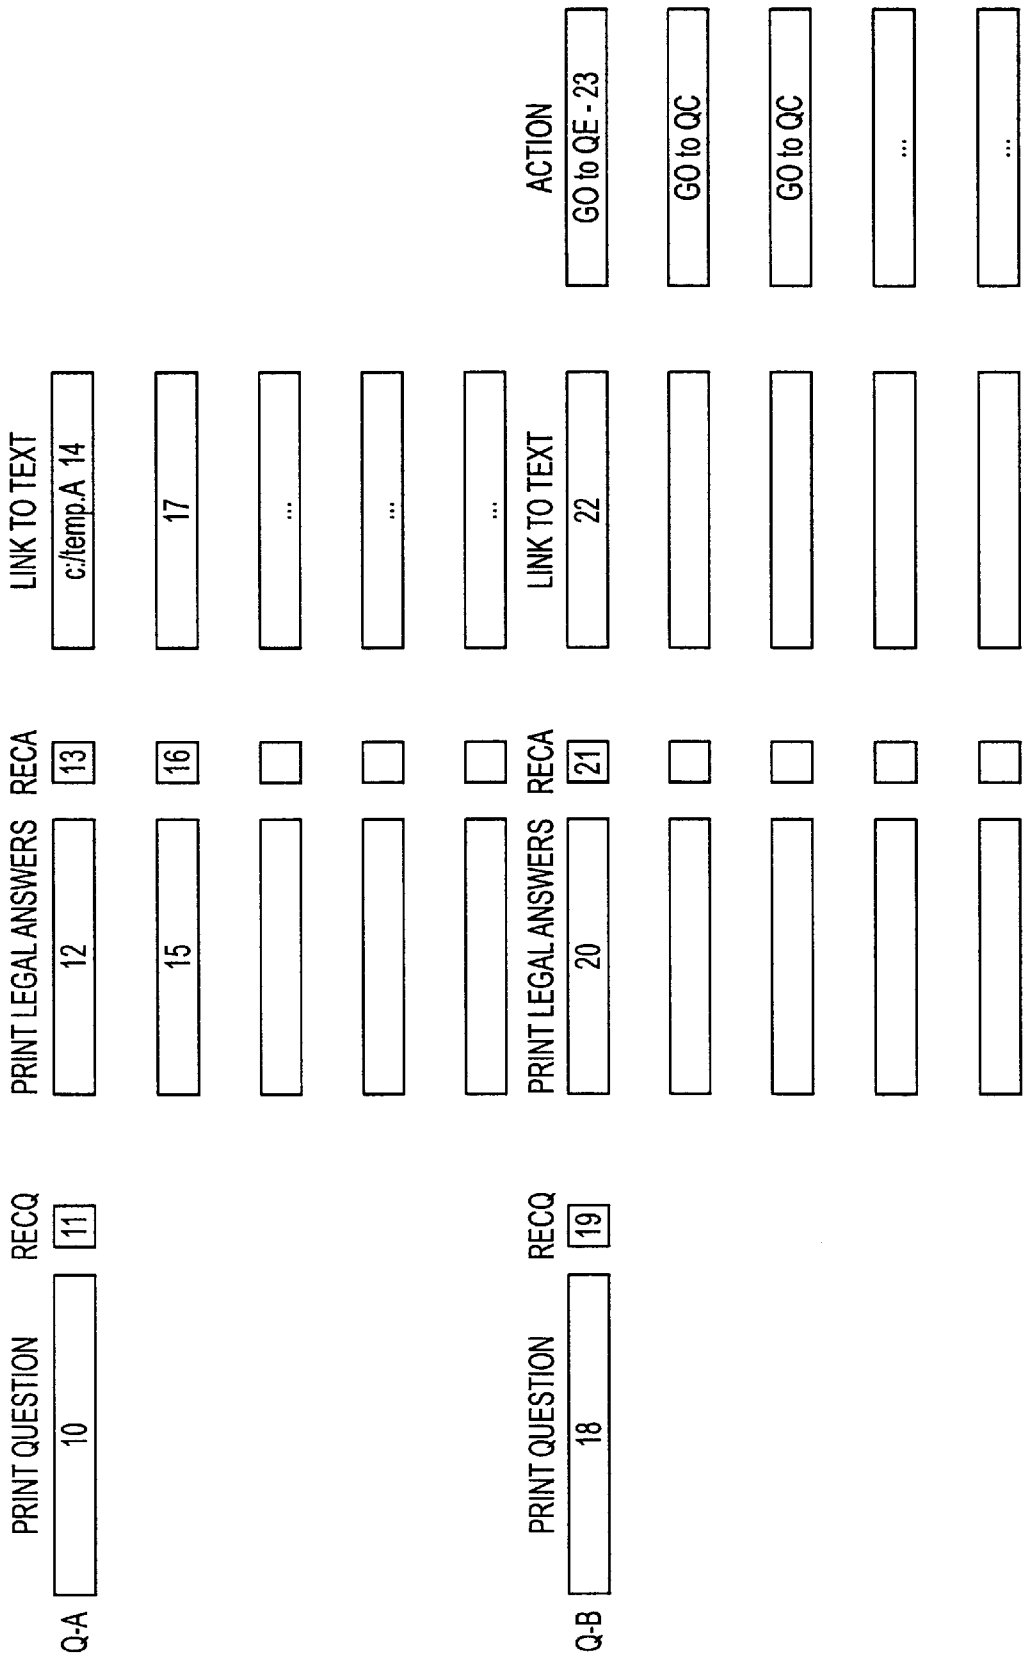 PRINT QUESTION RECQ PRINT LEGAL ANSWERS RECA LINK TO TEXT
Q-A 10 11 12 13 c:/temp.A 14
15 16 17
...
...
...
PRINT QUESTION RECQ PRINT LEGAL ANSWERS RECA LINK TO TEXT ACTION
Q-B 18 19 20 21 22 GO to QE - 23
GO to QC
GO to QC
...
...